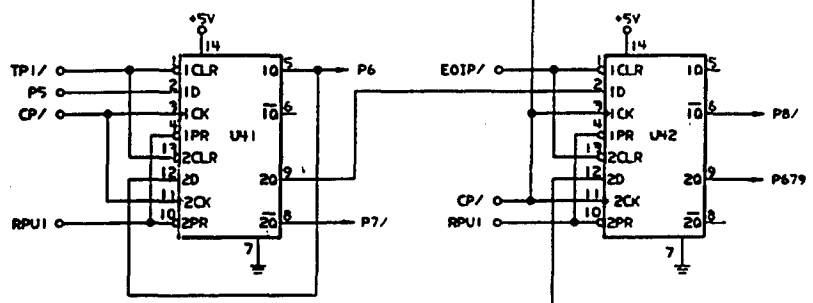 +5V
14
TP1/
1
1CLR
1Q
5
P6
P5
2
1D
CP/
3
1CK
1Q
6
4
1PR
U41
13
2CLR
12
2D
2Q
9
11
2CK
RPU1
10
2PR
2Q
8
P7/
7
+5V
14
EOIP/
1
1CLR
1Q
5
2
1D
3
1CK
1Q
6
P8/
4
1PR
U42
13
2CLR
12
2D
2Q
9
P679
CP/
11
2CK
RPU1
10
2PR
2Q
8
7